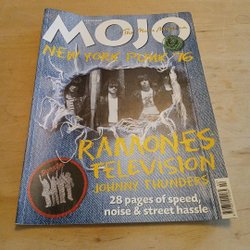 MOJO
NEW YORK PUNK '76
RAMONES
TELEVISION
JOHNNY THUNDERS
28 pages of speed,
noise & street hassle